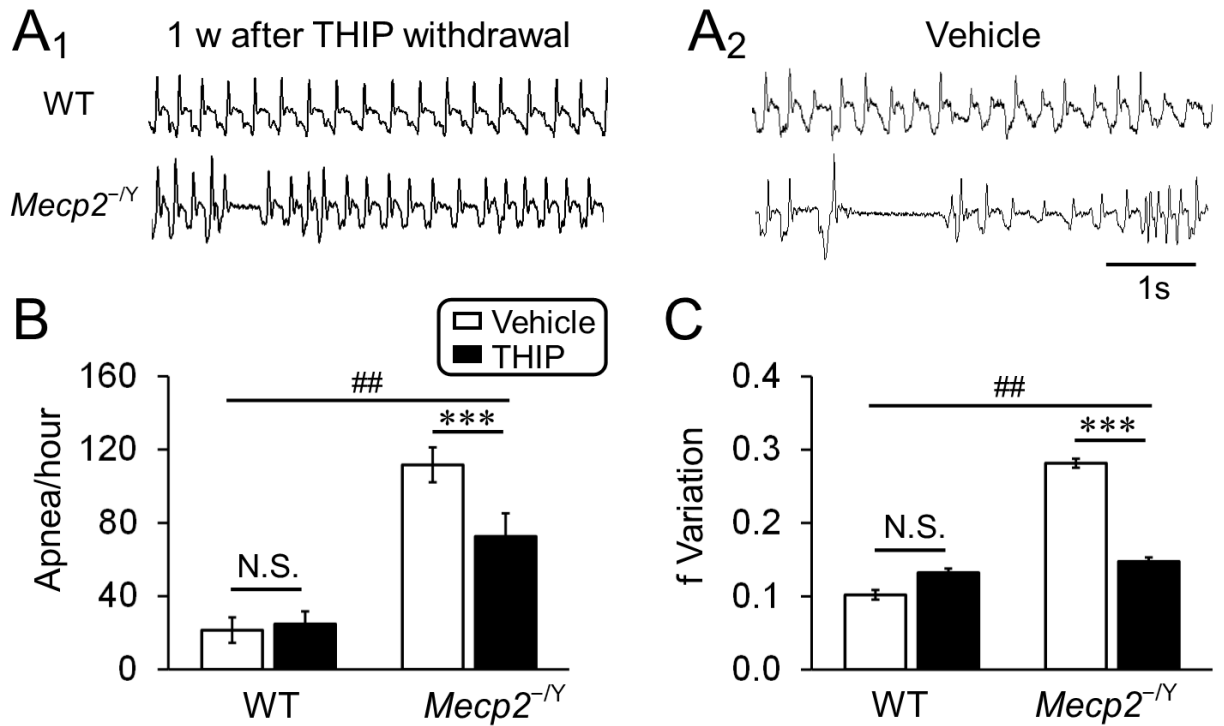 A1 1 w after THIP withdrawal
WT
Mecp2−/Y
A2 Vehicle
1s
B
Vehicle
THIP
160
120
80
40
0
Apnea/hour
##
***
N.S.
WT Mecp2−/Y
C
0.4
0.3
0.2
0.1
0.0
f Variation
##
***
N.S.
WT Mecp2−/Y